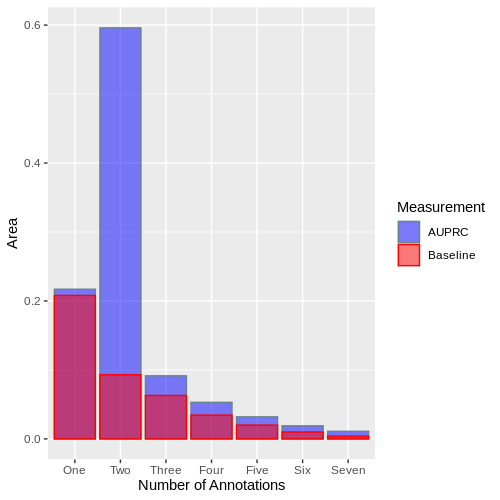 0.6
0.4
0.2
0.0
Area
One Two Three Four Five Six Seven
Number of Annotations
Measurement
AUPRC
Baseline